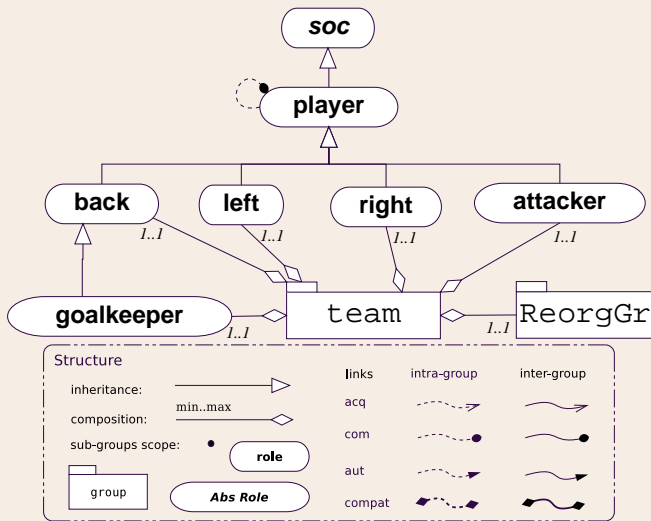 soc
player
back
left
right
attacker
1..1
1..1
1..1
1..1
goalkeeper
team
ReorgGr
1..1
1..1
Structure
links
intra-group
inter-group
inheritance:
acq
composition:
min..max
com
sub-groups scope:
role
aut
group
Abs Role
compat